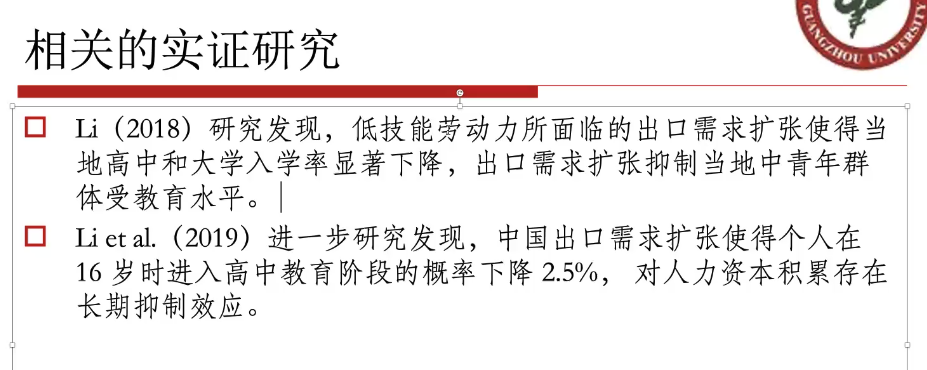 相关的实证研究
GUANGZHOU UNIVERSITY
Li（2018）研究发现，低技能劳动力所面临的出口需求扩张使得当
地高中和大学入学率显著下降，出口需求扩张抑制当地中青年群
体受教育水平。
Li et al.（2019）进一步研究发现，中国出口需求扩张使得个人在
16 岁时进入高中教育阶段的概率下降 2.5%， 对人力资本积累存在
长期抑制效应。